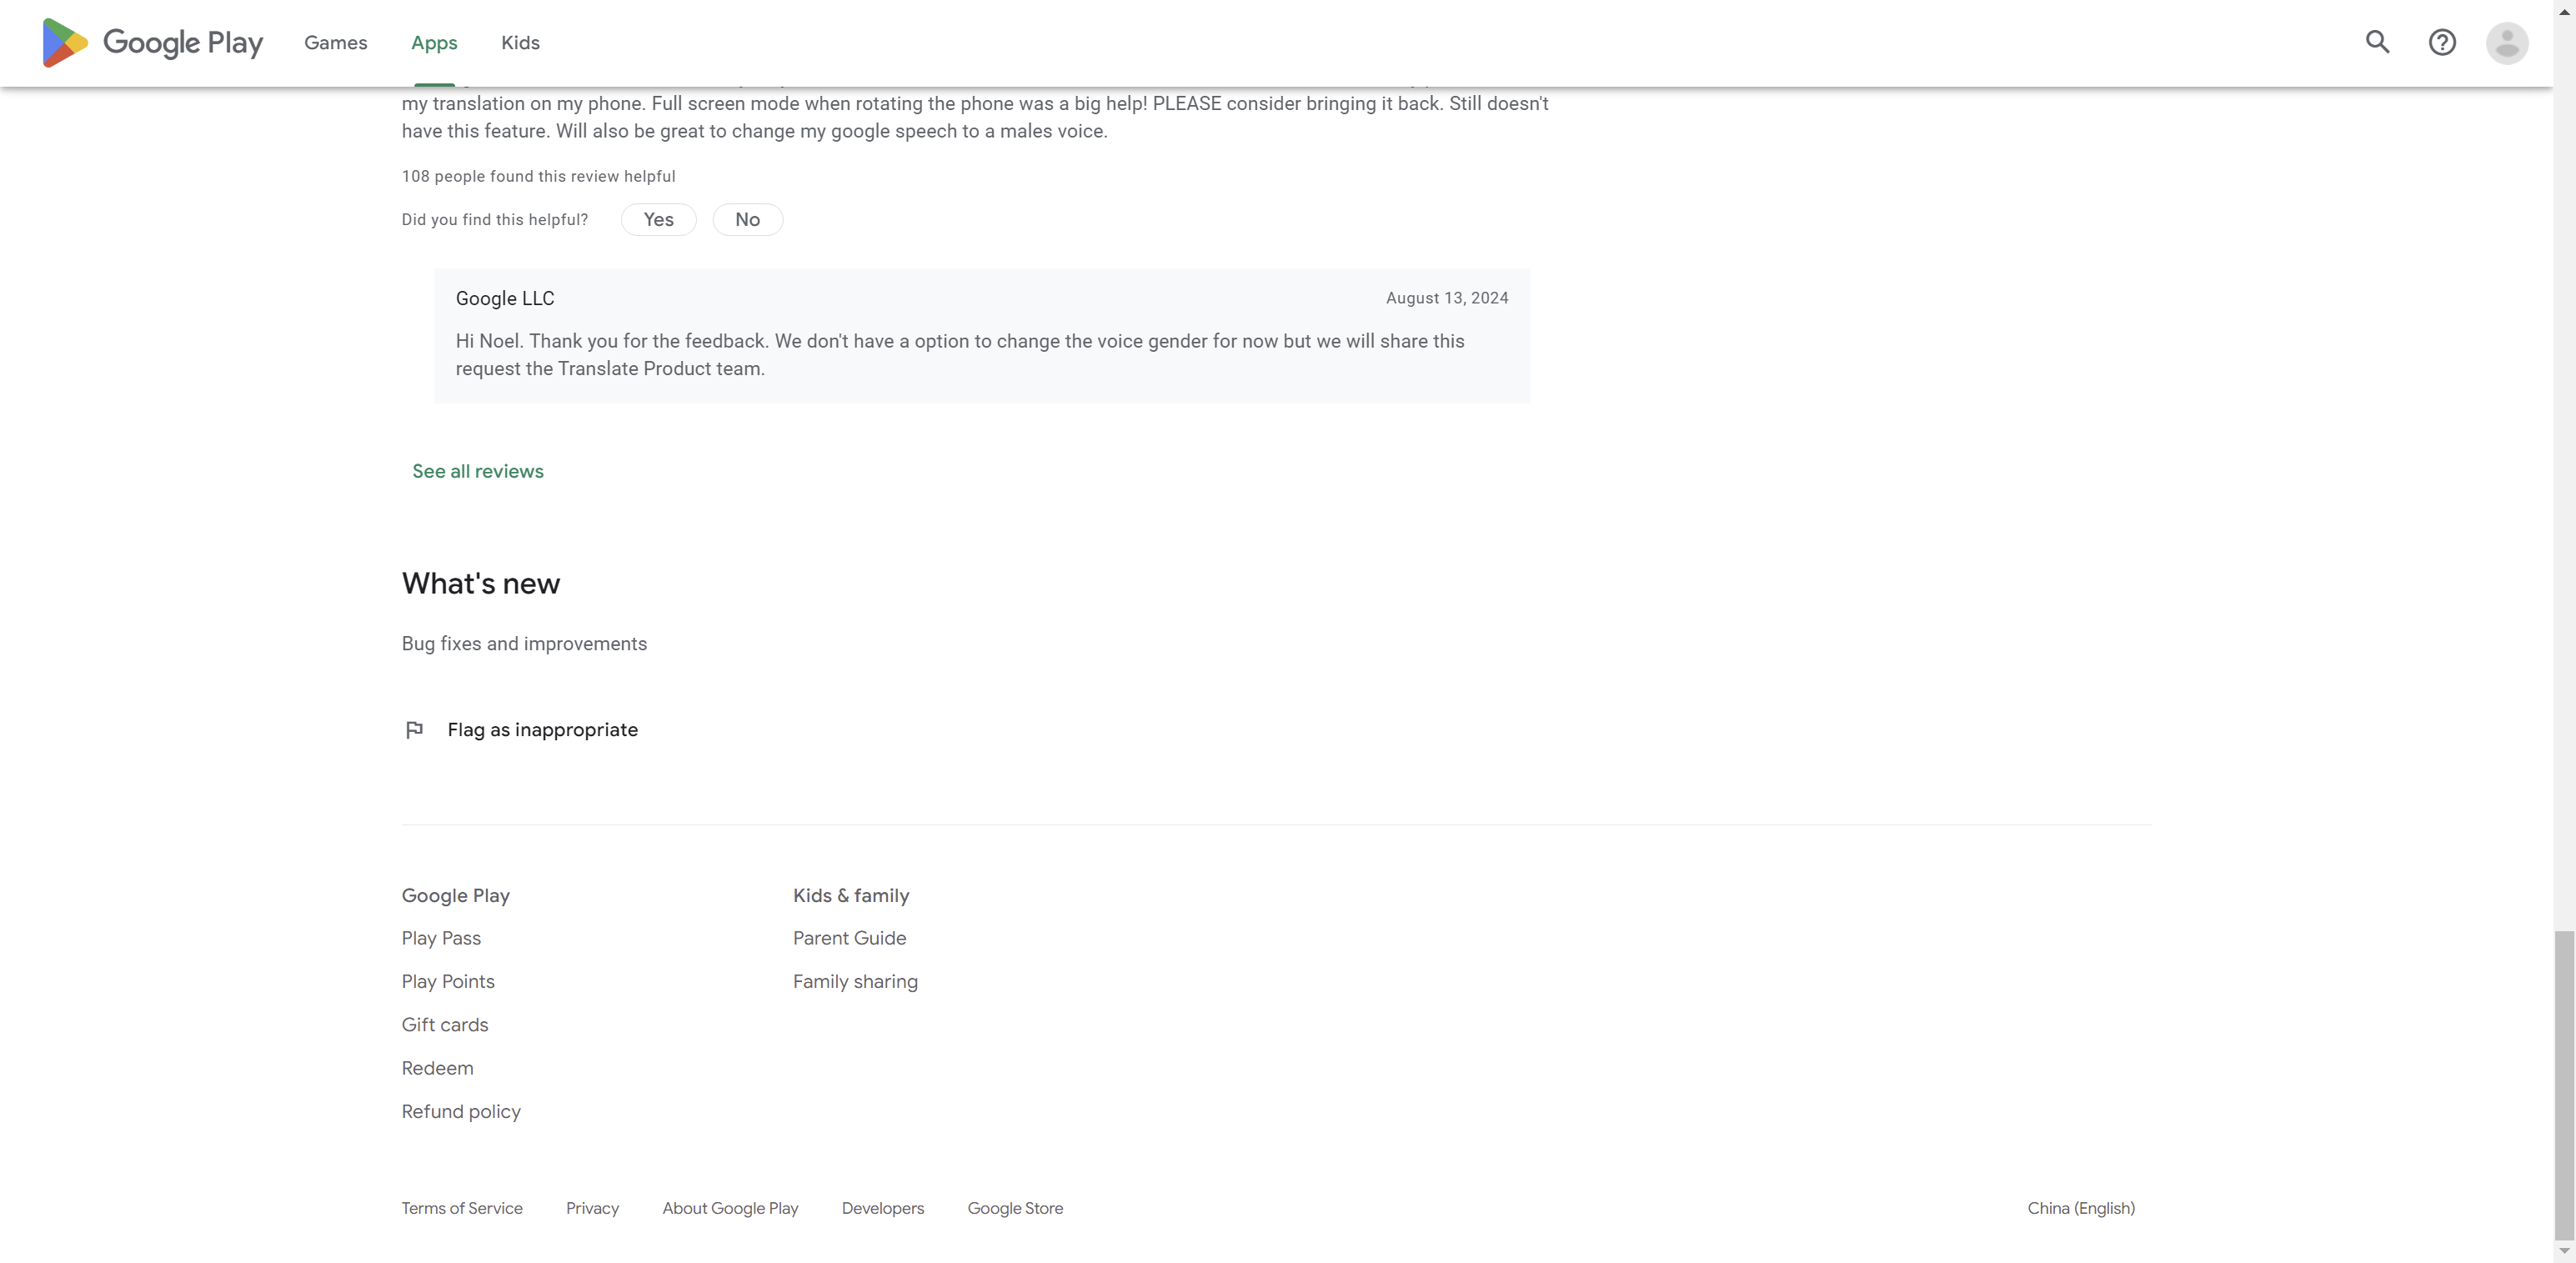 Google Play Games Apps Kids
my translation on my phone. Full screen mode when rotating the phone was a big help! PLEASE consider bringing it back. Still doesn't
have this feature. Will also be great to change my google speech to a males voice.
108 people found this review helpful
Did you find this helpful? Yes No
Google LLC August 13, 2024
Hi Noel. Thank you for the feedback. We don't have a option to change the voice gender for now but we will share this
request the Translate Product team.
See all reviews
What's new
Bug fixes and improvements
Flag as inappropriate
Google Play Kids & family
Play Pass Parent Guide
Play Points Family sharing
Gift cards
Redeem
Refund policy
Terms of Service Privacy About Google Play Developers Google Store China (English)